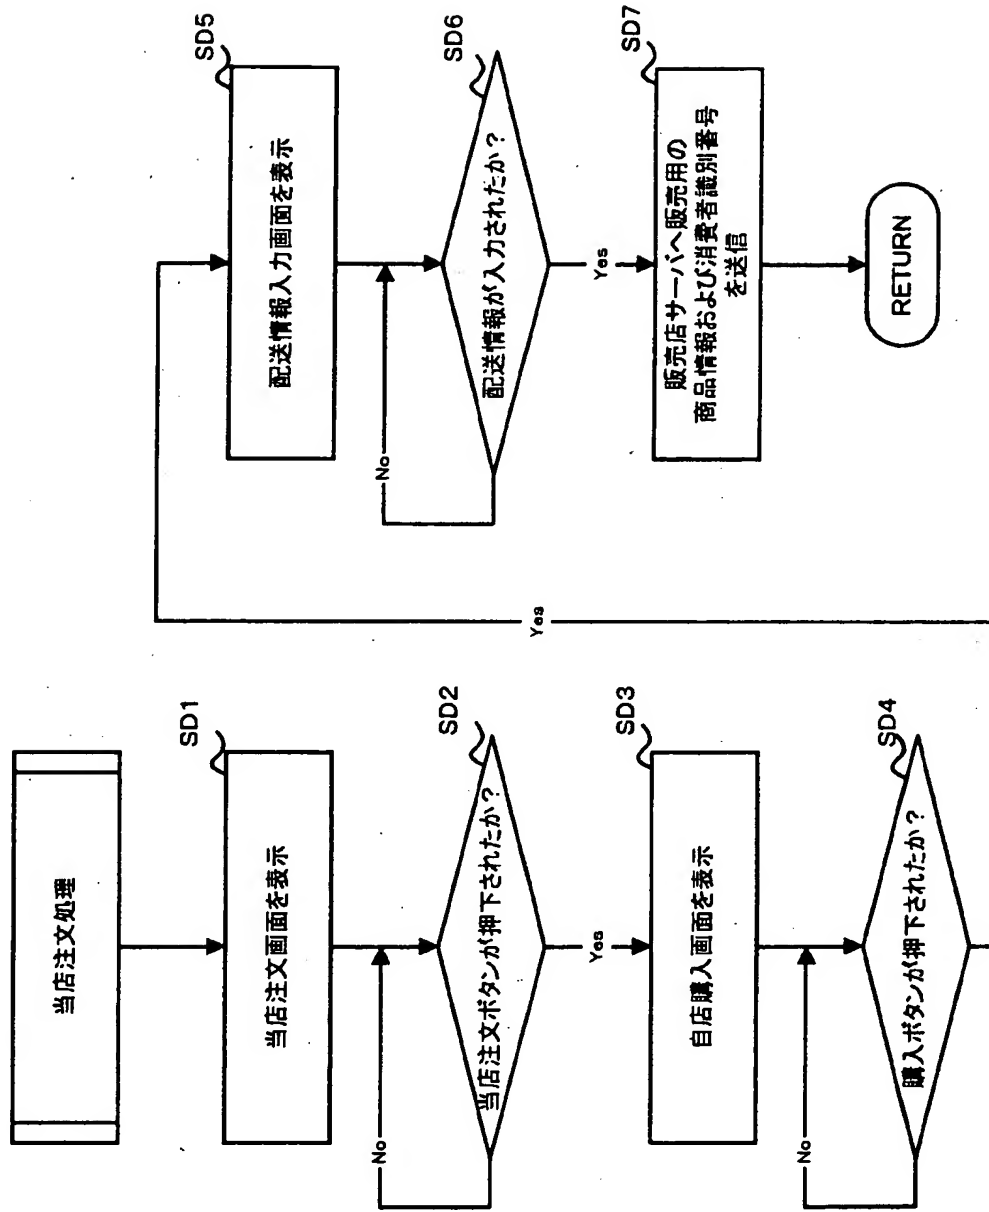 当店注文処理
SD1
当店注文画面を表示
SD2
当店注文ボタンが押下されたか？
No
Yes
SD3
自店購入画面を表示
SD4
購入ボタンが押下されたか？
No
Yes
SD5
配送情報入力画面を表示
SD6
配送情報が入力されたか？
No
Yes
SD7
販売店サーバへ販売用の
商品情報および消費者識別番号
を送信
RETURN